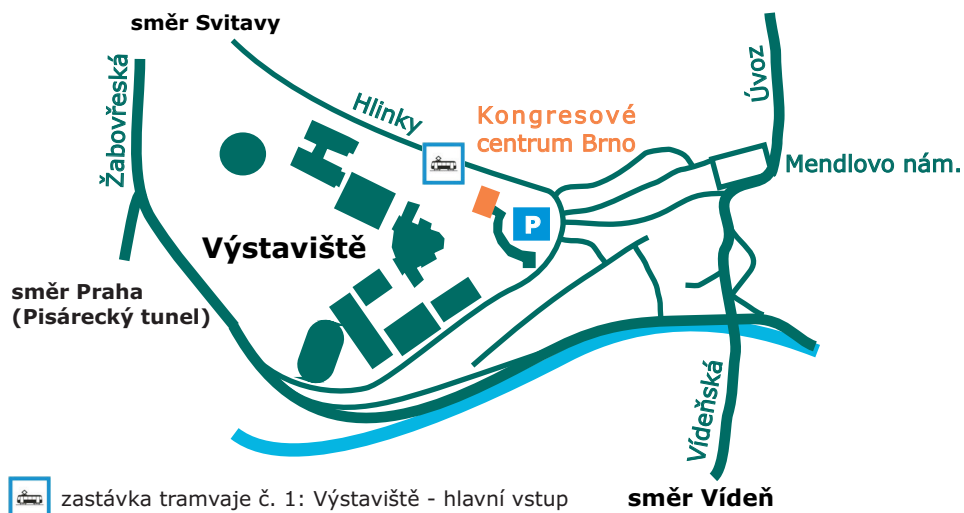 směr Svitavy
Žabovřeská
Hlinky
Kongresové
centrum Brno
Úvoz
Mendlovo nám.
P
Výstaviště
směr Praha
(Pisárecký tunel)
Vídeňská
zastávka tramvaje č. 1: Výstaviště - hlavní vstup
směr Vídeň